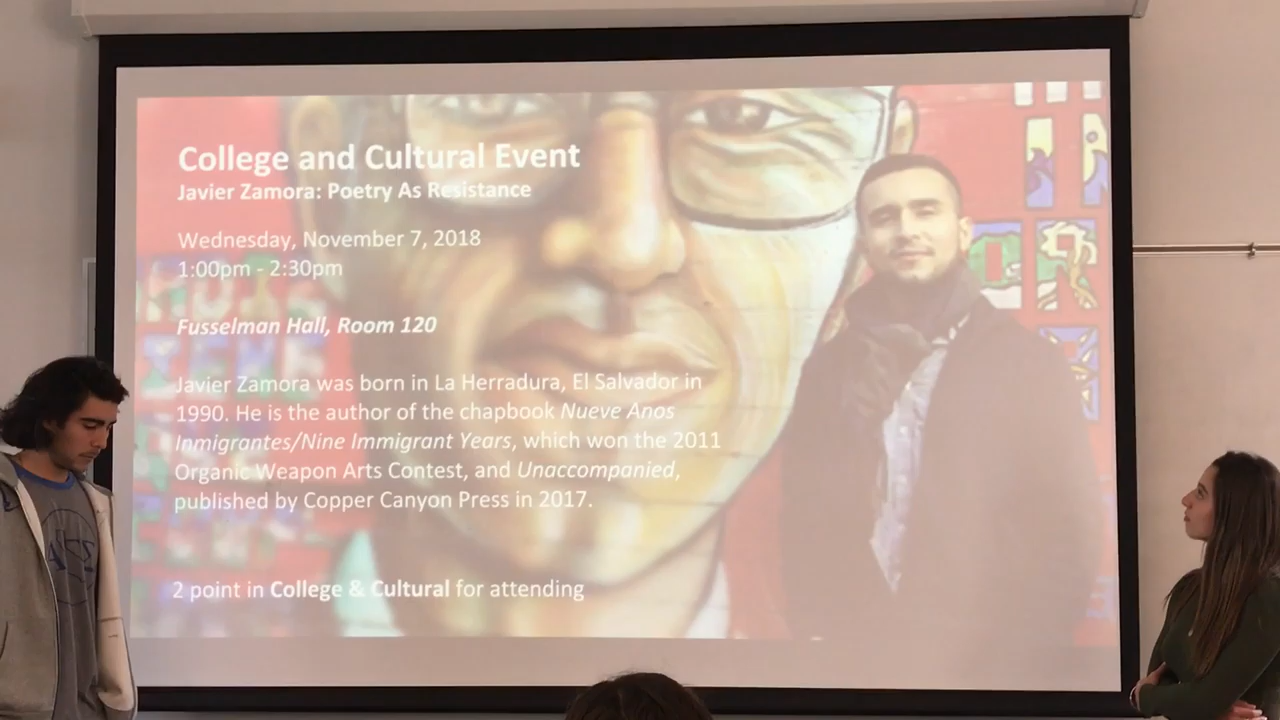 College and Cultural Event
Javier Zamora: Poetry As Resistance
Wednesday, November 7, 2018
1:00pm - 2:30pm
Fusselman Hall, Room 120
Javier Zamora was born in La Herradura, El Salvador in
1990. He is the author of the chapbook Nueve Anos
Inmigrantes/Nine Immigrant Years, which won the 2011
Organic Weapon Arts Contest, and Unaccompanied,
published by Copper Canyon Press in 2017.
2 point in College & Cultural for attending